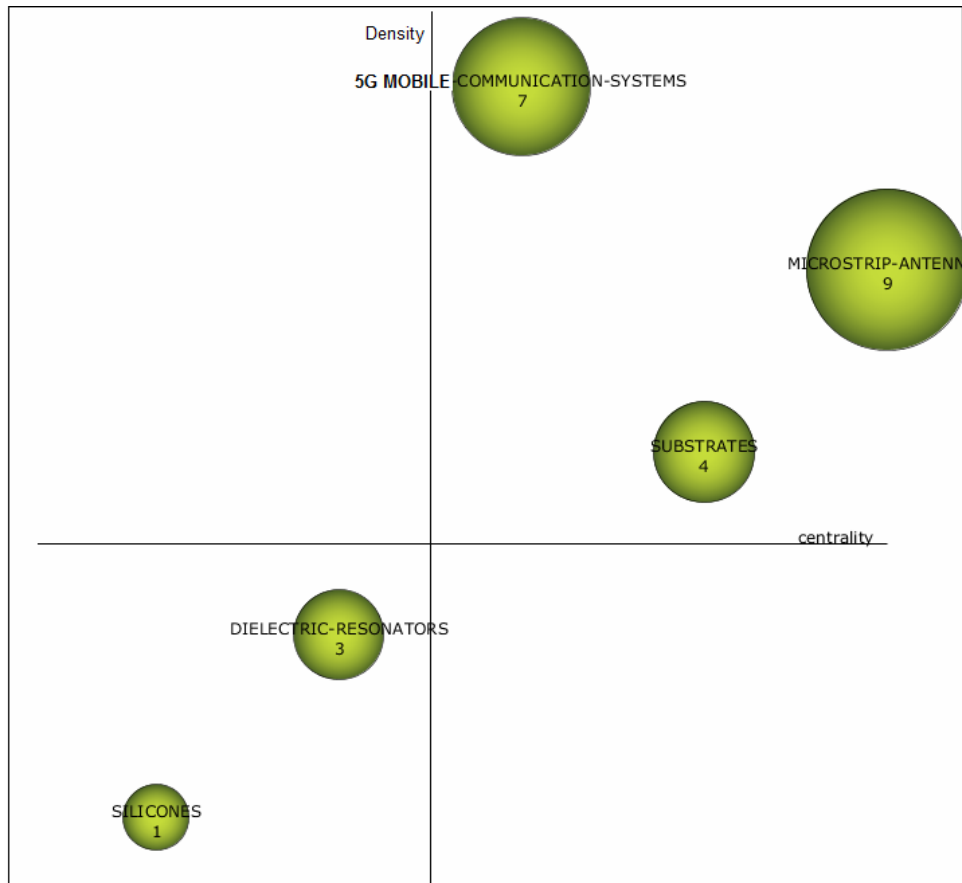 Density
5G MOBILE-COMMUNICATION-SYSTEMS
7
MICROSTRIP-ANTENN
9
SUBSTRATES
4
centrality
DIELECTRIC-RESONATORS
3
SILICONES
1